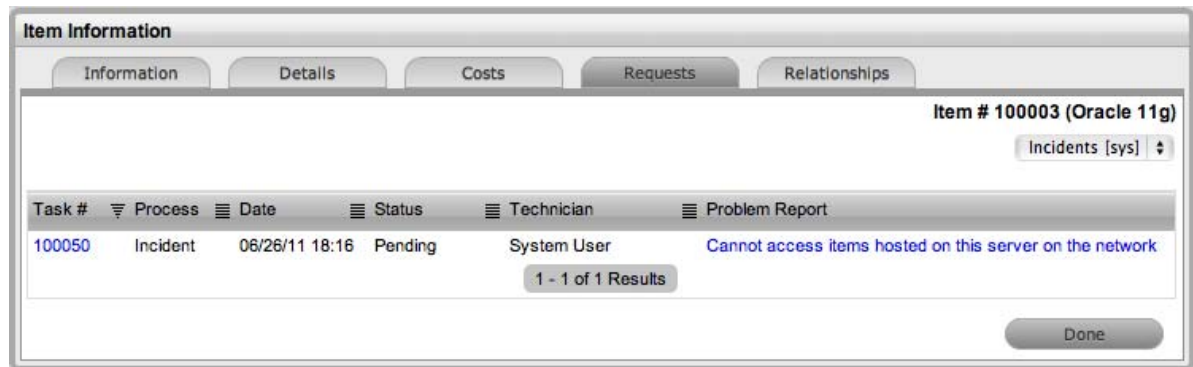 Item Information
Information Details Costs Requests Relationships
Item # 100003 (Oracle 11g)
Incidents [sys]
Task # Process Date Status Technician Problem Report
100050 Incident 06/26/11 18:16 Pending System User Cannot access items hosted on this server on the network
1 - 1 of 1 Results
Done